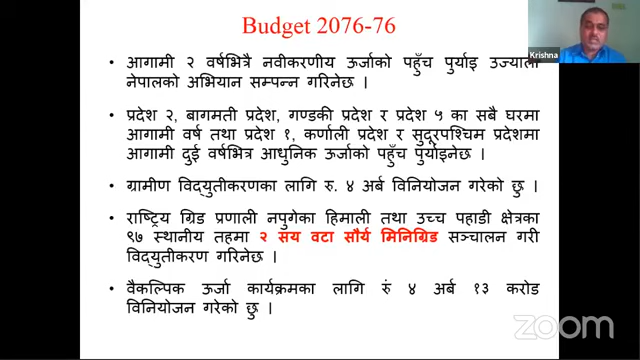 Budget 2076-76
Krishna
• आगामी २ वर्षभित्रै नवीकरणीय ऊर्जाको पहुँच पुर्याइ उज्यालो
नेपालको अभियान सम्पन्न गरिनेछ ।
• प्रदेश २, बागमती प्रदेश, गण्डकी प्रदेश र प्रदेश ५ का सबै घरमा
आगामी वर्ष तथा प्रदेश १, कर्णाली प्रदेश र सुदूरपश्चिम प्रदेशमा
आगामी दुई वर्षभित्र आधुनिक ऊर्जाको पहुँच पुर्याइनेछ ।
• ग्रामीण विद्युतीकरणका लागि रु. ४ अर्ब विनियोजन गरेको छु ।
• राष्ट्रिय ग्रिड प्रणाली नपुगेका हिमाली तथा उच्च पहाडी क्षेत्रका
९७ स्थानीय तहमा २ सय वटा सौर्य मिनिग्रिड सञ्चालन गरी
विद्युतीकरण गरिनेछ ।
• वैकल्पिक ऊर्जा कार्यक्रमका लागि रुं ४ अर्ब १३ करोड
विनियोजन गरेको छु ।
zoom